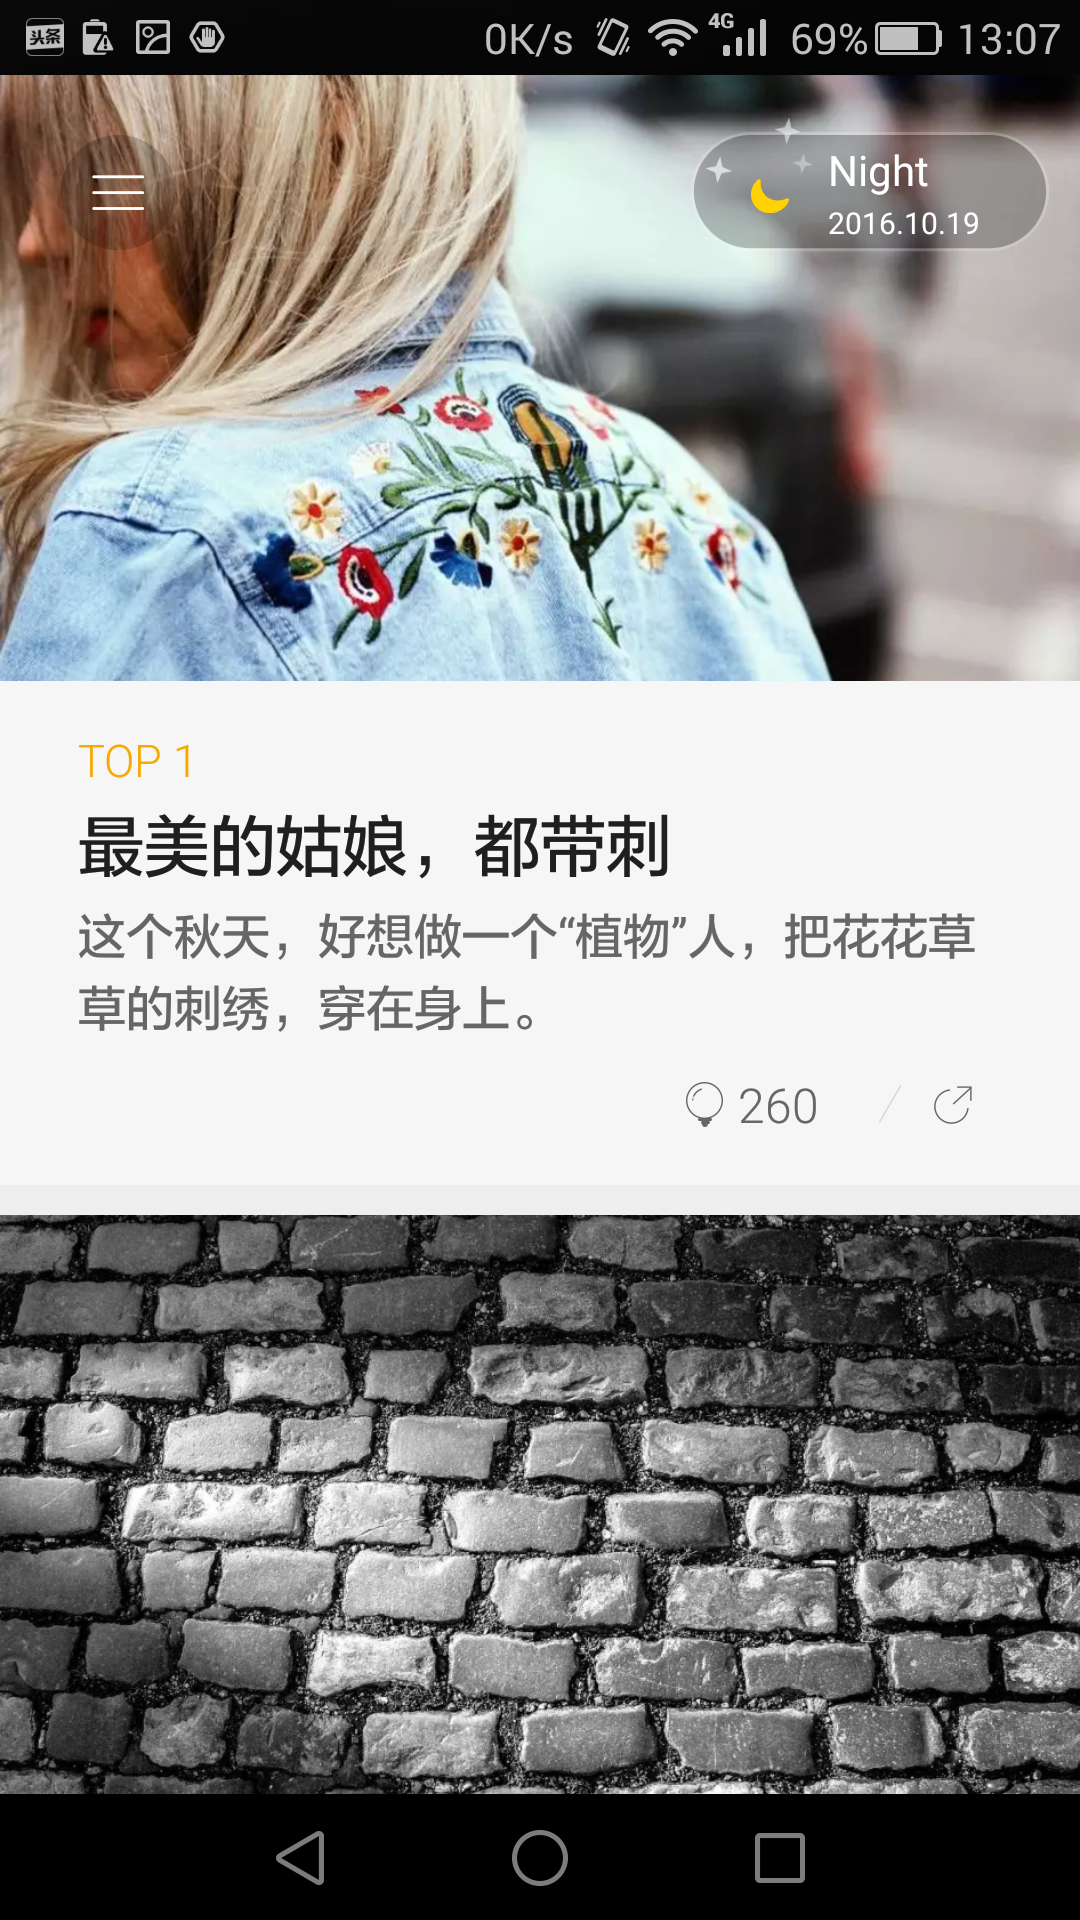 头条
0K/s
4G
69%
13:07
Night
2016.10.19
TOP 1
最美的姑娘，都带刺
这个秋天，好想做一个“植物”人，把花花草
草的刺绣，穿在身上。
260